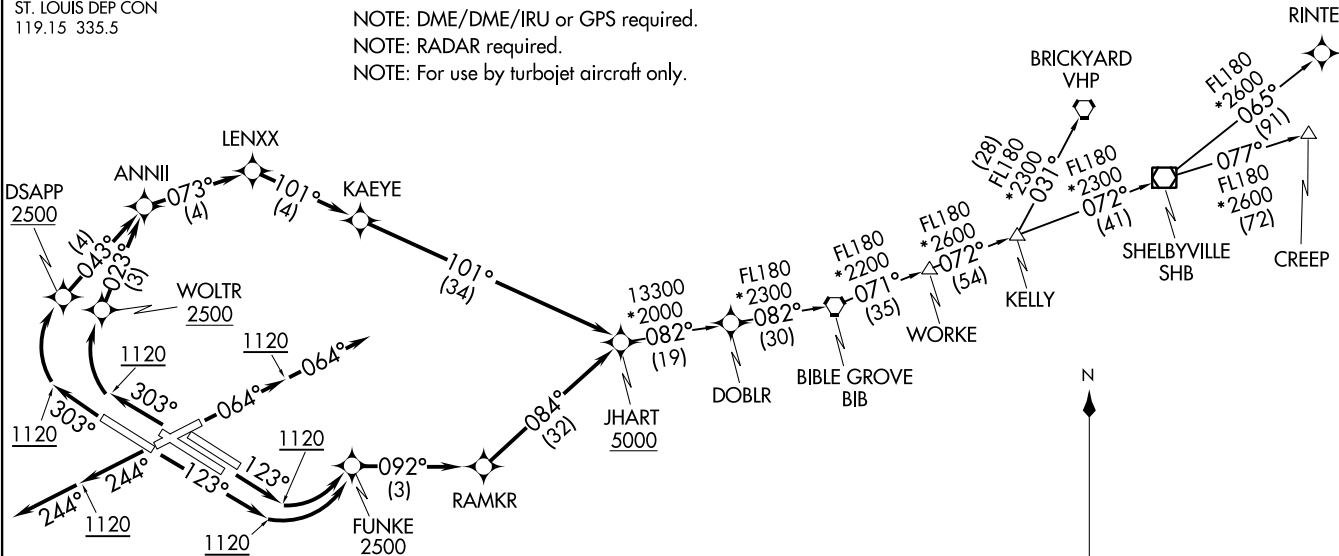 ST. LOUIS DEP CON
119.15 335.5
NOTE: DME/DME/IRU or GPS required.
NOTE: RADAR required.
NOTE: For use by turbojet aircraft only.
RINTE
BRICKYARD
VHP
FL180
*2600
065°
(91)
077°
FL180
*2600
(72)
CREEP
SHELBYVILLE
SHB
(28)
FL180
*2300
031°
FL180
*2300
072°
(41)
KELLY
FL180
*2600
072°
(54)
WORKE
FL180
*2200
071°
(35)
BIBLE GROVE
BIB
FL180
*2300
082°
(30)
DOBLR
13300
*2000
082°
(19)
JHART
5000
LENXX
ANNII
073°
(4)
101°
(4)
KAEYE
101°
(34)
DSAPP
2500
(4)
043°
023°
(3)
WOLTR
2500
1120
303°
1120
303°
1120
064°
064°
244°
244°
1120
123°
123°
1120
1120
FUNKE
2500
092°
(3)
RAMKR
084°
(32)
N